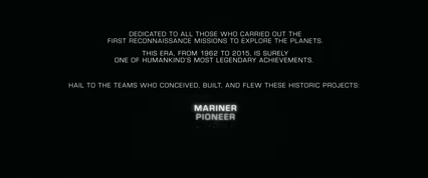 DEDICATED TO ALL THOSE WHO CARRIED OUT THE
FIRST RECONNAISSANCE MISSIONS TO EXPLORE THE PLANETS.
THIS ERA, FROM 1962 TO 2015, IS SURELY
ONE OF HUMANKIND'S MOST LEGENDARY ACHIEVEMENTS.
HAIL TO THE TEAMS WHO CONCEIVED, BUILT, AND FLEW THESE HISTORIC PROJECTS:
MARINER
PIONEER